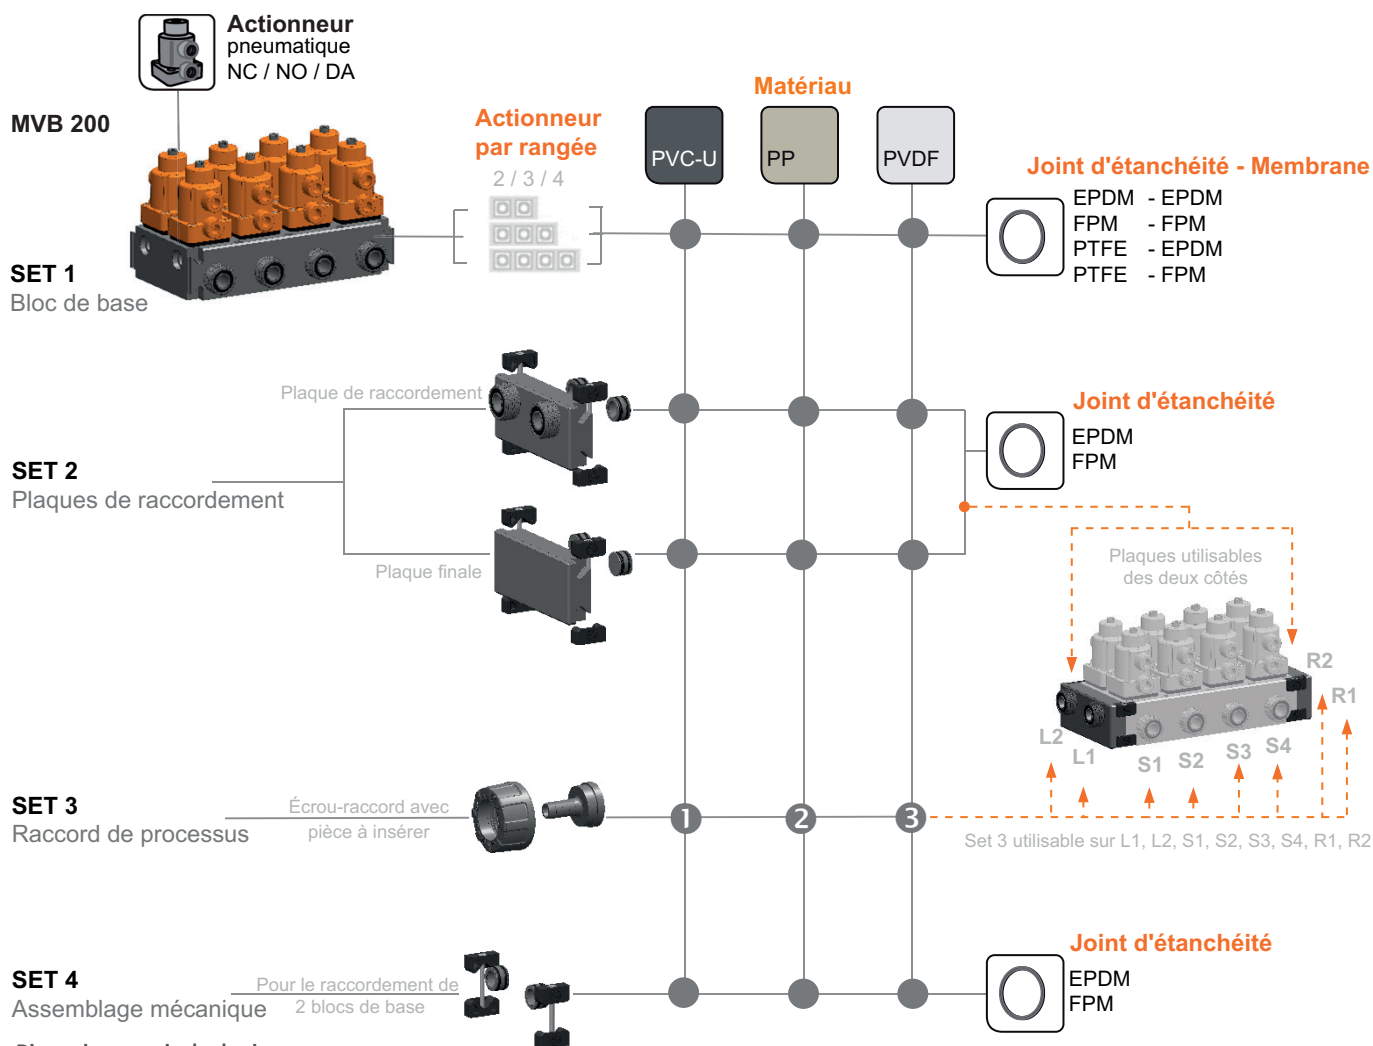 Actionneur
pneumatique
NC / NO / DA
MVB 200
Actionneur
par rangée
2 / 3 / 4
Matériau
PVC-U
PP
PVDF
Joint d'étanchéité - Membrane
EPDM - EPDM
FPM - FPM
PTFE - EPDM
PTFE - FPM
SET 1
Bloc de base
Plaque de raccordement
Joint d'étanchéité
EPDM
FPM
SET 2
Plaques de raccordement
Plaque finale
Plaques utilisables
des deux côtés
R2
R1
L2
L1
S1
S2
S3
S4
SET 3
Raccord de processus
Écrou-raccord avec
pièce à insérer
1
2
3
Set 3 utilisable sur L1, L2, S1, S2, S3, S4, R1, R2
SET 4
Assemblage mécanique
Pour le raccordement de
2 blocs de base
Joint d'étanchéité
EPDM
FPM